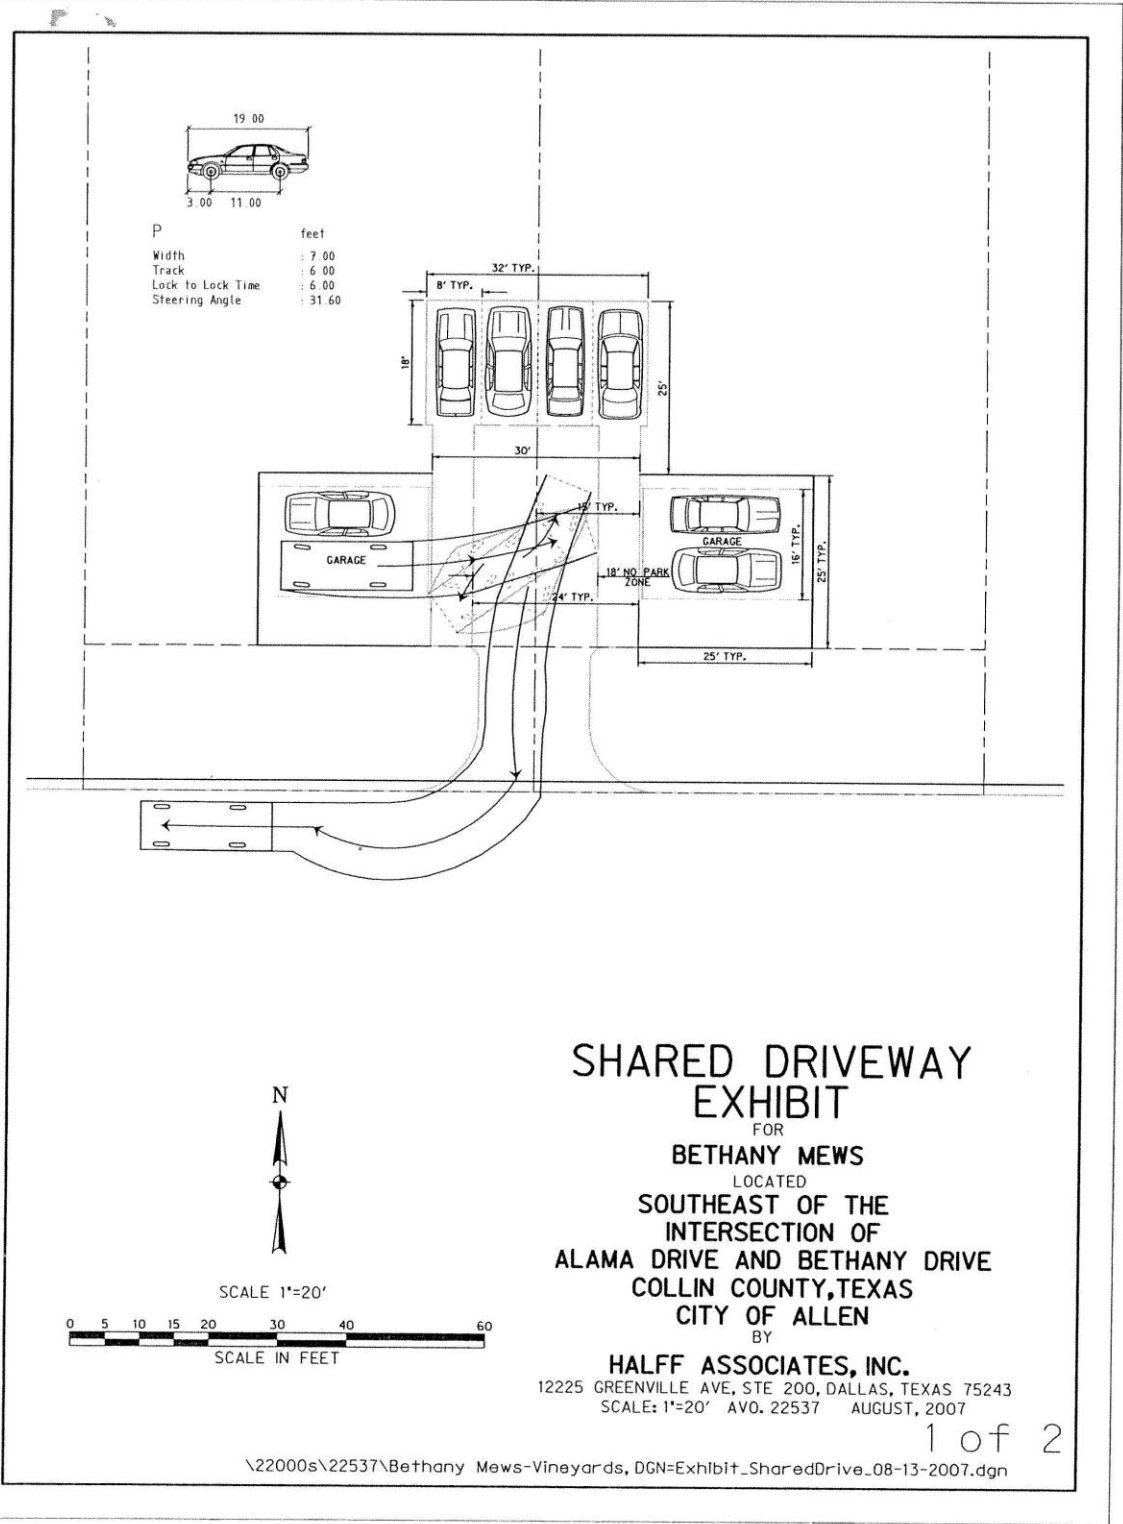 19.00
3.00 11.00
P feet
Width : 7.00
Track : 6.00
Lock to Lock Time : 6.00
Steering Angle : 31.60
32' TYP.
8' TYP.
18'
25'
30'
15' TYP.
GARAGE
GARAGE
16' TYP.
25' TYP.
18' NO PARK
ZONE
24' TYP.
25' TYP.
SHARED DRIVEWAY
EXHIBIT
FOR
BETHANY MEWS
LOCATED
SOUTHEAST OF THE
INTERSECTION OF
ALAMA DRIVE AND BETHANY DRIVE
COLLIN COUNTY, TEXAS
CITY OF ALLEN
BY
HALFF ASSOCIATES, INC.
12225 GREENVILLE AVE, STE 200, DALLAS, TEXAS 75243
SCALE: 1"=20' AVO. 22537 AUGUST, 2007
N
SCALE 1"=20'
0 5 10 15 20 30 40 60
SCALE IN FEET
1 of 2
\22000s\22537\Bethany Mews-Vineyards, DGN=Exhibit_SharedDrive_08-13-2007.dgn